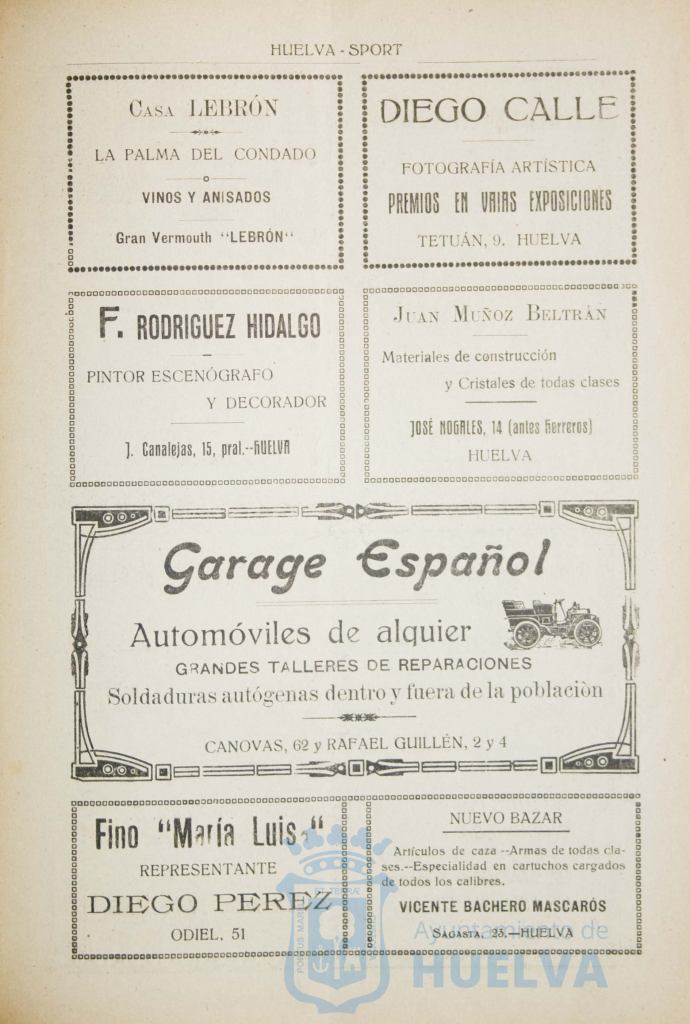 HUELVA - SPORT
CASA LEBRÓN
LA PALMA DEL CONDADO
VINOS Y ANISADOS
Gran Vermouth "LEBRÓN"
DIEGO CALLE
FOTOGRAFÍA ARTÍSTICA
PREMIOS EN VRIAS EXPOSICIONES
TETUÁN, 9. HUELVA
F. RODRIGUEZ HIDALGO
PINTOR ESCENÓGRAFO
Y DECORADOR
J. Canalejas, 15, pral.--HUELVA
JUAN MUÑOZ BELTRÁN
Materiales de construcción
y Cristales de todas clases
JOSÉ NOGALES, 14 (antes Herreros)
HUELVA
Garage Español
Automóviles de alquier
GRANDES TALLERES DE REPARACIONES
Soldaduras autógenas dentro y fuera de la poblaciòn
CANOVAS, 62 y RAFAEL GUILLÉN, 2 y 4
Fino "María Luisa"
REPRESENTANTE
DIEGO PEREZ
ODIEL, 51
NUEVO BAZAR
Artículos de caza --Armas de todas cla-
ses.--Especialidad en cartuchos cargados
de todos los calibres.
VICENTE BACHERO MASCARÓS
SAGASTA, 25.—HUELVA
Ayuntamiento de
HUELVA